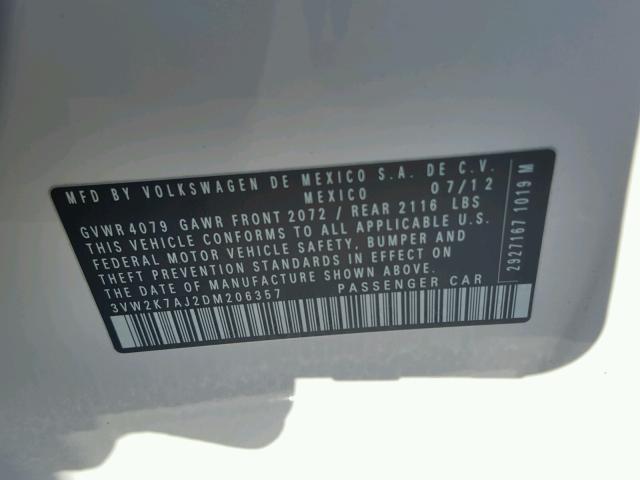 MFD BY VOLKSWAGEN DE MEXICO S.A. DE C.V.
MEXICO 07/12
GVWR 4079 GAWR FRONT 2072 / REAR 2116 LBS
THIS VEHICLE CONFORMS TO ALL APPLICABLE U.S.
FEDERAL MOTOR VEHICLE SAFETY, BUMPER AND
THEFT PREVENTION STANDARDS IN EFFECT ON
THE DATE OF MANUFACTURE SHOWN ABOVE.
3VW2K7AJ2DM206357 PASSENGER CAR
2927167 1019 M